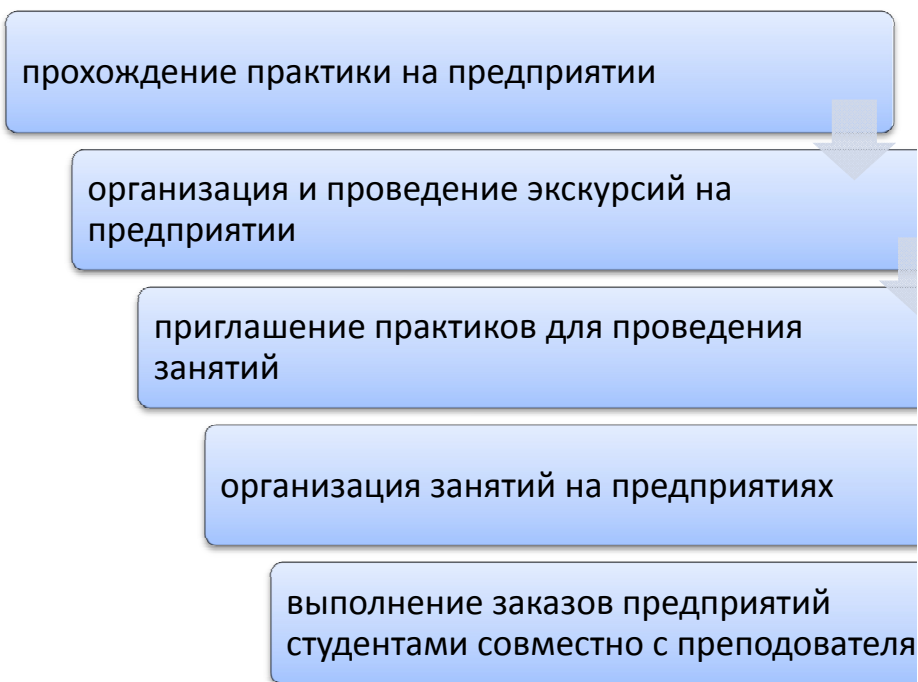 прохождение практики на предприятии
организация и проведение экскурсий на
предприятии
приглашение практиков для проведения
занятий
организация занятий на предприятиях
выполнение заказов предприятий
студентами совместно с преподователя